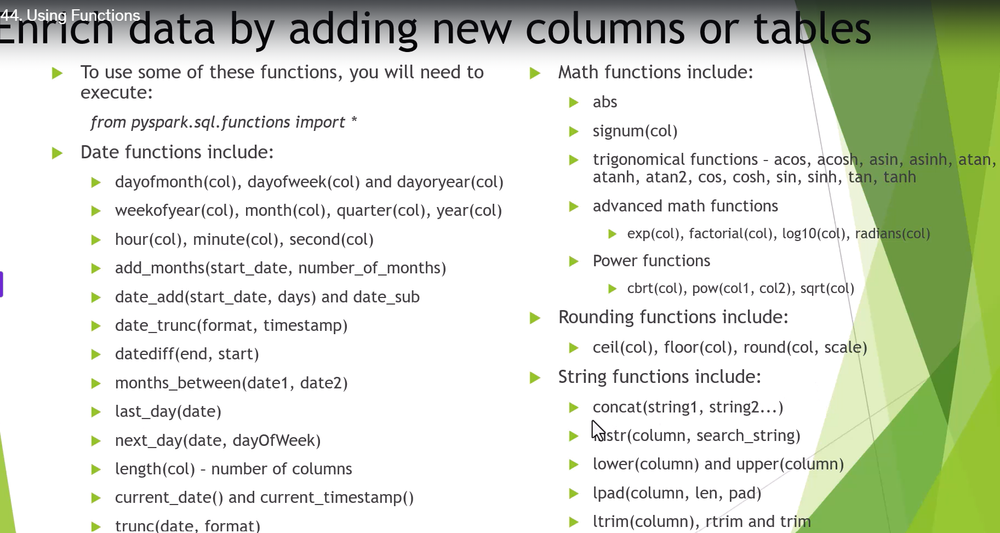 44. Using Functions
Enrich data by adding new columns or tables
To use some of these functions, you will need to
execute:
from pyspark.sql.functions import *
Date functions include:
dayofmonth(col), dayofweek(col) and dayoryear(col)
weekofyear(col), month(col), quarter(col), year(col)
hour(col), minute(col), second(col)
add_months(start_date, number_of_months)
date_add(start_date, days) and date_sub
date_trunc(format, timestamp)
datediff(end, start)
months_between(date1, date2)
last_day(date)
next_day(date, dayOfWeek)
length(col) – number of columns
current_date() and current_timestamp()
trunc(date, format)
Math functions include:
abs
signum(col)
trigonomical functions – acos, acosh, asin, asinh, atan,
atanh, atan2, cos, cosh, sin, sinh, tan, tanh
advanced math functions
exp(col), factorial(col), log10(col), radians(col)
Power functions
cbrt(col), pow(col1, col2), sqrt(col)
Rounding functions include:
ceil(col), floor(col), round(col, scale)
String functions include:
concat(string1, string2...)
instr(column, search_string)
lower(column) and upper(column)
lpad(column, len, pad)
ltrim(column), rtrim and trim